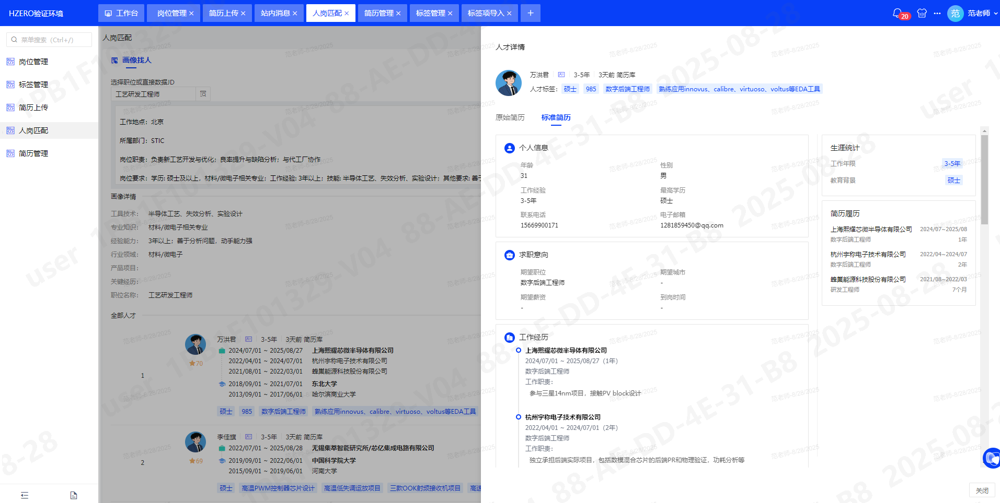 HZERO验证环境
工作台
岗位管理 ×
简历上传 ×
站内消息 ×
人岗匹配 ×
简历管理 ×
标签管理 ×
标签项导入 ×
20
范
范老师
菜单搜索（Ctrl+/）
岗位管理
标签管理
简历上传
人岗匹配
简历管理
人岗匹配
画像找人
选择职位或直接数据JD
工艺研发工程师
工作地点：北京
所属部门：STIC
岗位职责：负责新工艺开发与优化；良率提升与缺陷分析；与代工厂协作
岗位要求：学历: 硕士及以上，材料/微电子相关专业；工作经验: 3年以上；技能: 半导体工艺、失效分析、实验设计；其他要求: 善于
画像详情
工具技术： 半导体工艺、失效分析、实验设计
专业知识： 材料/微电子相关专业
经验能力： 3年以上；善于分析问题，动手能力强
行业领域： 材料/微电子
产品项目：
关键经历：
职位名称： 工艺研发工程师
全部人才
1
70
万洪君 3-5年 3天前 简历库
2024/07/01 ~ 2025/08/27 上海熙耀芯微半导体有限公司
2022/04/01 ~ 2024/07/01 杭州宇称电子技术有限公司
2021/08/01 ~ 2022/03/01 蜂巢能源科技股份有限公司
2018/09/01 ~ 2021/07/01 东北大学
2013/09/01 ~ 2017/06/01 哈尔滨商业大学
硕士 985 数字后端工程师 熟练应用innovus、calibre、virtuoso、voltus等EDA工具
2
69
李佳旗 3-5年 3天前 简历库
2022/07/01 ~ 2025/08/28 无锡集萃智能研究所/芯亿集成电路有限公司
2019/09/01 ~ 2022/06/01 中国科学院大学
2015/09/01 ~ 2019/06/01 河南大学
硕士 高温PWM控制器芯片设计 高温低失调运放项目 三款OOK射频接收机项目 高速
人才详情
万洪君 3-5年 3天前 简历库
人才标签： 硕士 985 数字后端工程师 熟练应用innovus、calibre、virtuoso、voltus等EDA工具
原始简历 标准简历
个人信息
年龄 性别
31 男
工作经验 最高学历
3-5年 硕士
联系电话 电子邮箱
15669900171 1281859450@qq.com
求职意向
期望职位 期望城市
数字后端工程师 -
期望薪资 到岗时间
- -
工作经历
上海熙耀芯微半导体有限公司
2024/07/01 ~ 2025/08/27（1年）
数字后端工程师
工作职责：
参与三星14nm项目，接触PV block设计
杭州宇称电子技术有限公司
2022/04/01 ~ 2024/07/01（2年）
数字后端工程师
工作职责：
独立承担后端实际项目，包括数模混合芯片的后端PR和物理验证，功耗分析等
生涯统计
工作年限 3-5年
教育背景 硕士
简历履历
上海熙耀芯微半导体有限公司 2024/07~2025/08
数字后端工程师 1年
杭州宇称电子技术有限公司 2022/04~2024/07
数字后端工程师 2年
蜂巢能源科技股份有限公司 2021/08~2022/03
研发工程师 7个月
关闭
范老师-8/28/2025
user 1PB1F101329-V04 88-AE-DD-4E-31-B8 2025-08-28